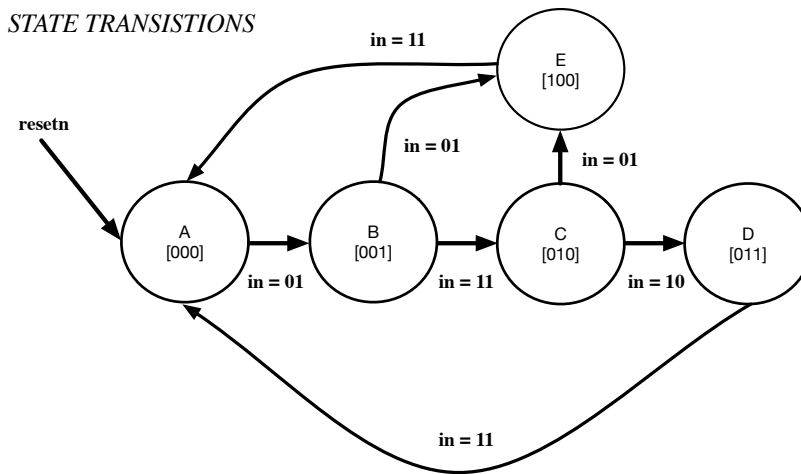 STATE TRANSISTIONS
in = 11
E
[100]
resetn
in = 01
in = 01
A
[000]
B
[001]
C
[010]
D
[011]
in = 01
in = 11
in = 10
in = 11